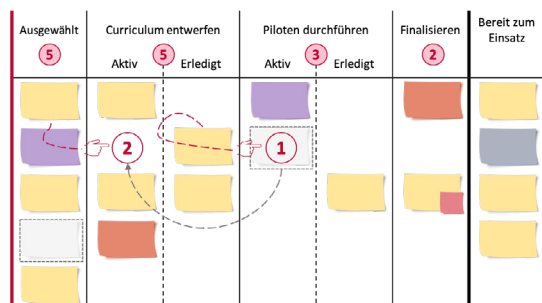 Ausgewählt
5
Curriculum entwerfen
5
Aktiv
Erledigt
Piloten durchführen
3
Aktiv
Erledigt
Finalisieren
2
Bereit zum
Einsatz
2
1